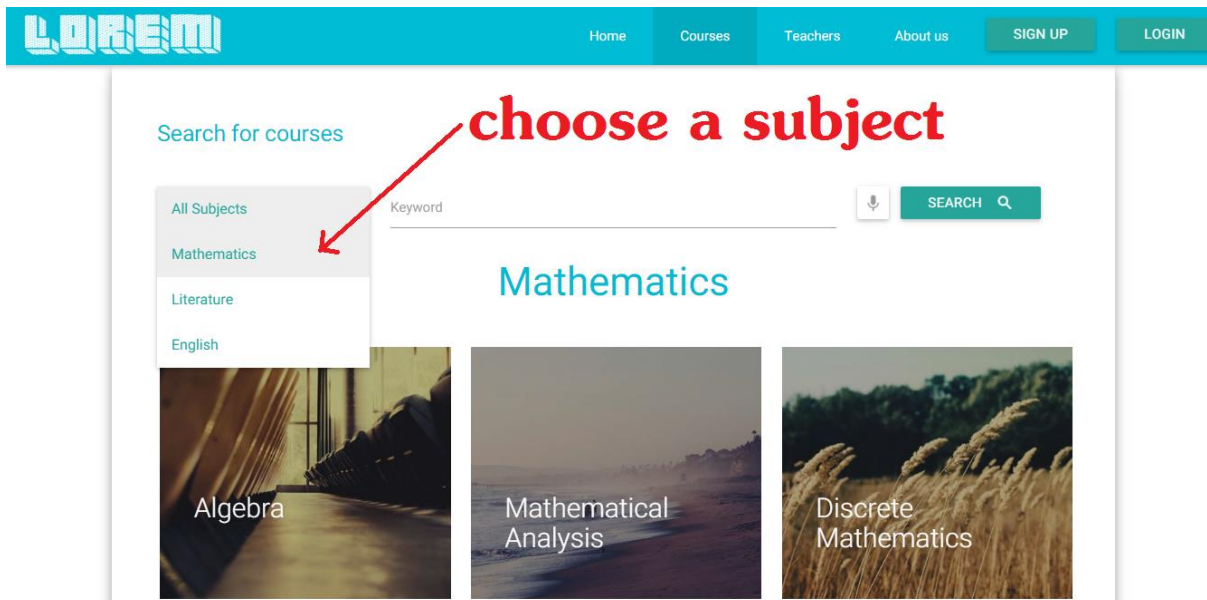 LOREM
Home Courses Teachers About us SIGN UP LOGIN
choose a subject
Search for courses
All Subjects
Keyword
SEARCH
Mathematics
Literature
English
Mathematics
Algebra
Mathematical
Analysis
Discrete
Mathematics